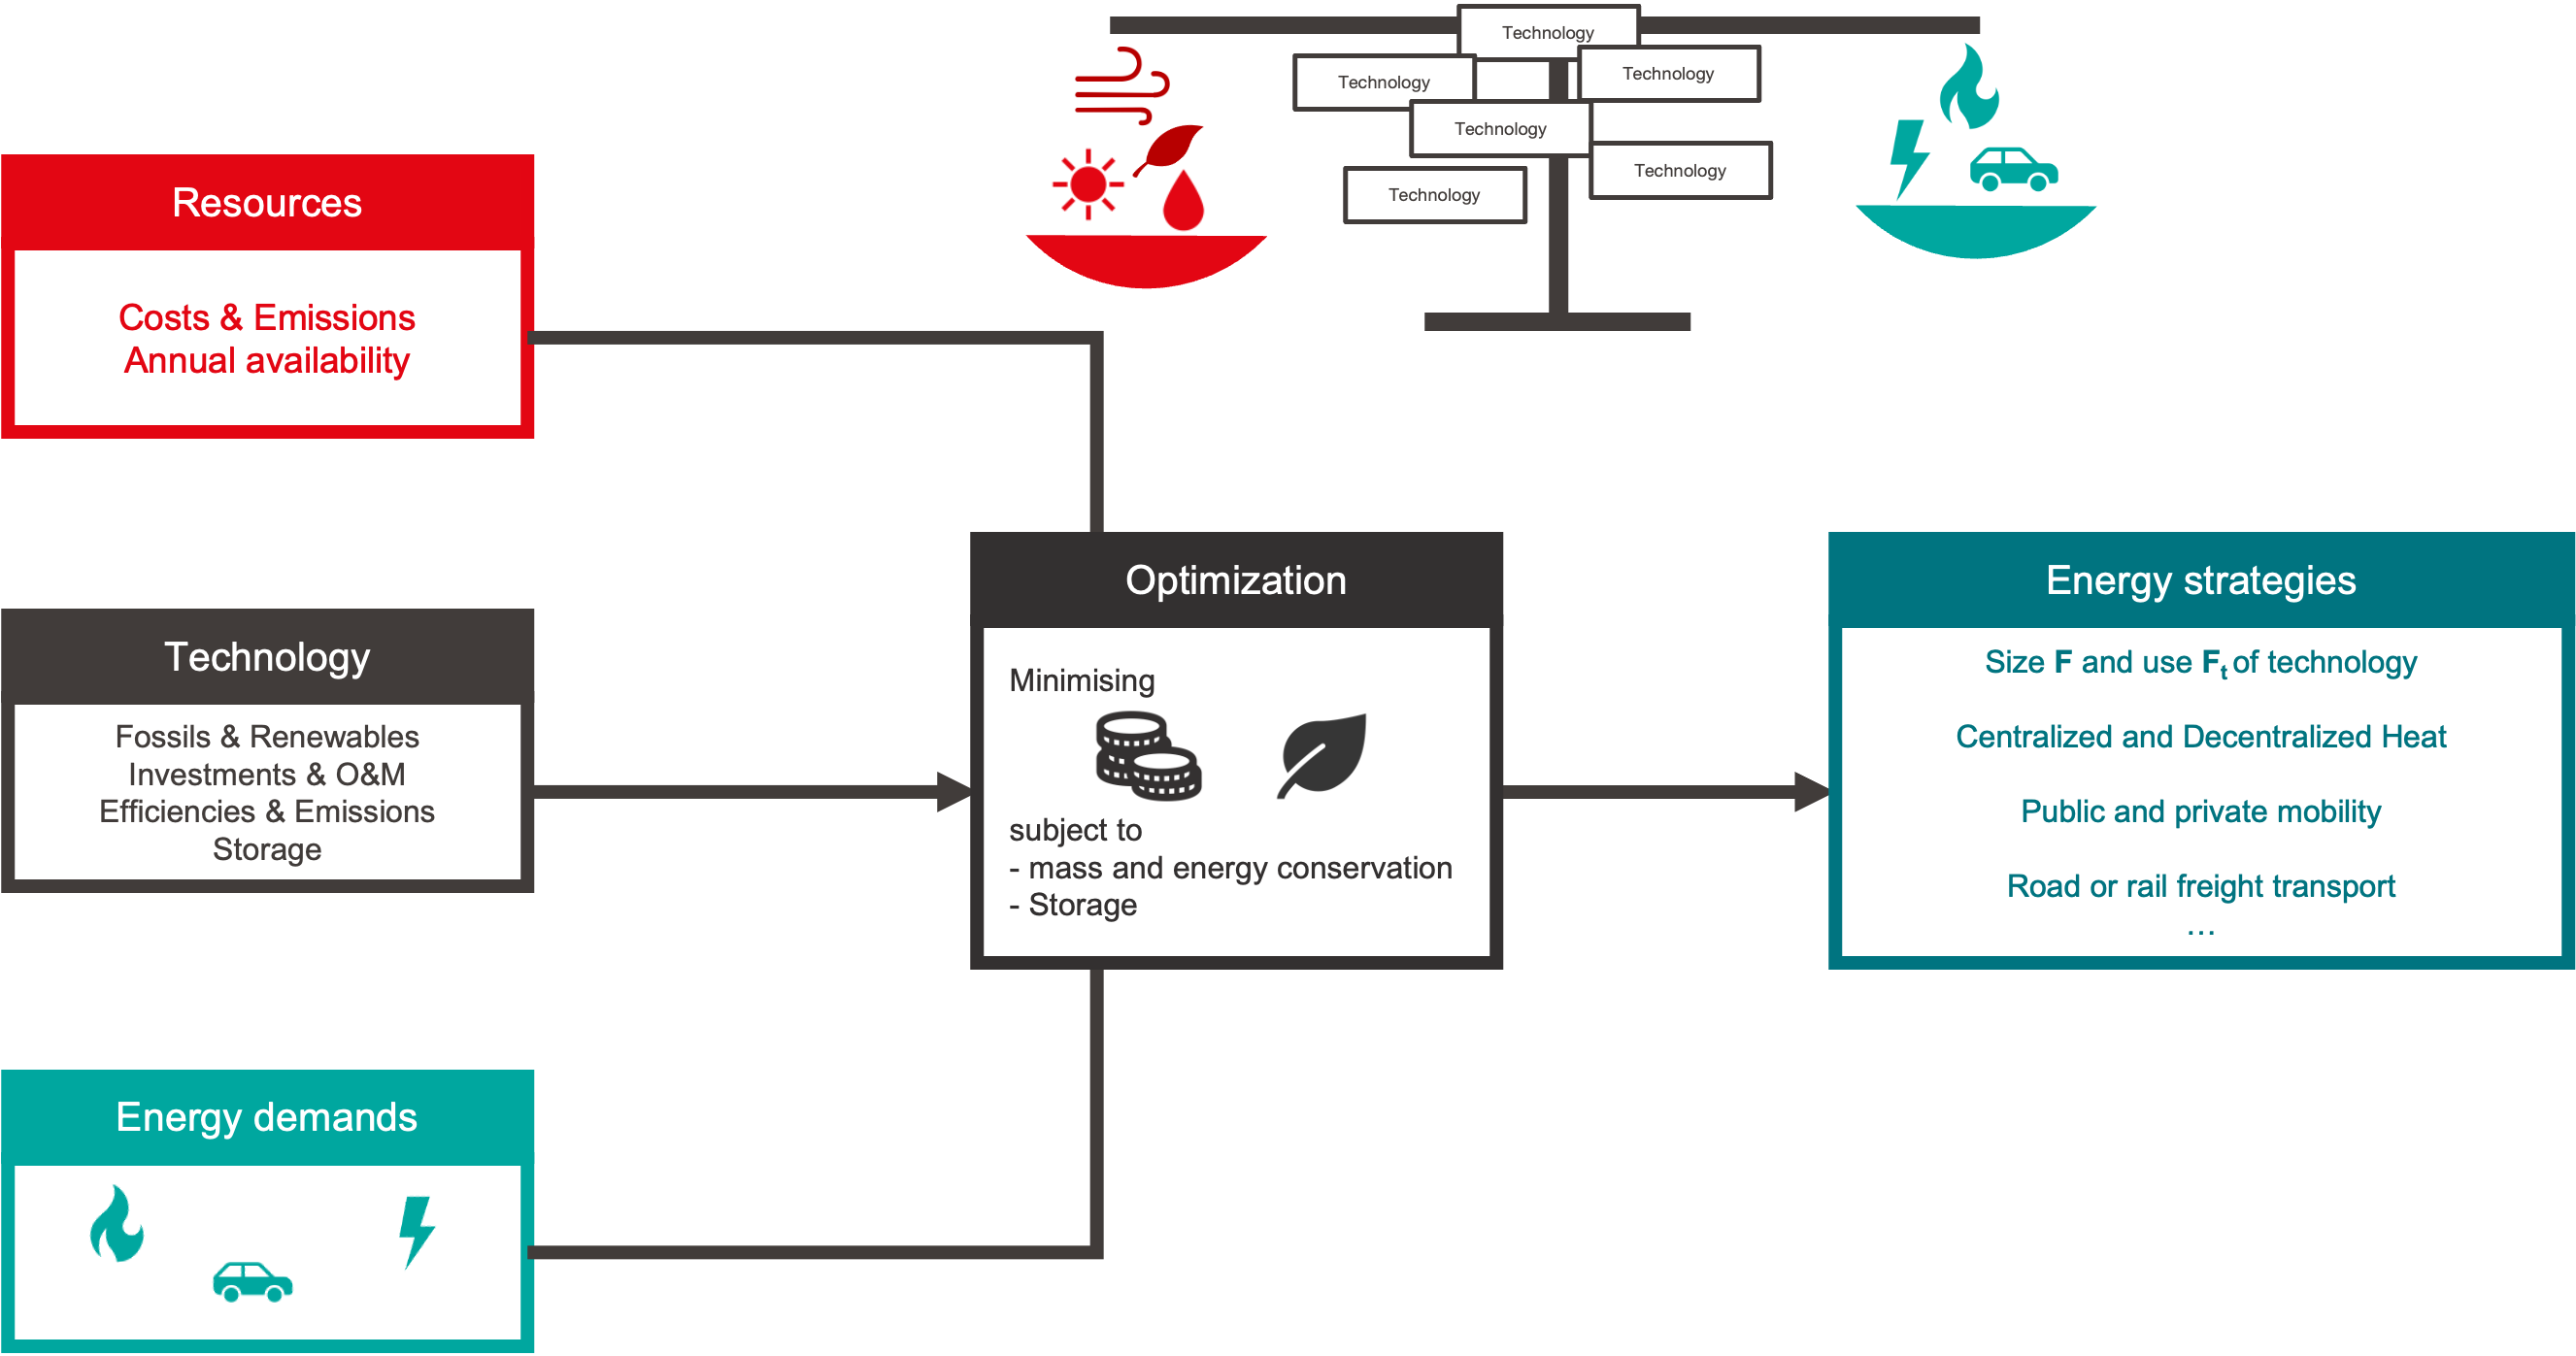 Technology
Technology
Technology
Technology
Technology
Technology
Resources
Costs & Emissions
Annual availability
Technology
Fossils & Renewables
Investments & O&M
Efficiencies & Emissions
Storage
Energy demands
Optimization
Minimising
subject to
- mass and energy conservation
- Storage
Energy strategies
Size F and use Ft of technology
Centralized and Decentralized Heat
Public and private mobility
Road or rail freight transport
...